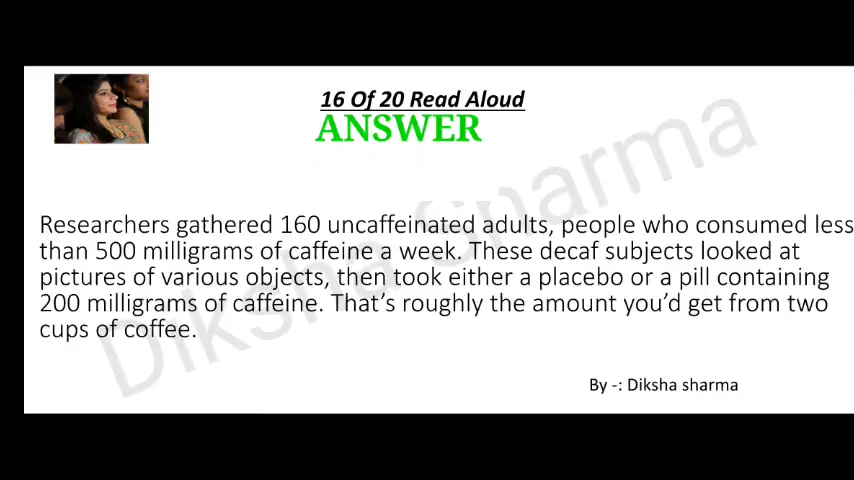 16 Of 20 Read Aloud
ANSWER
Diksha Sharma
Researchers gathered 160 uncaffeinated adults, people who consumed less
than 500 milligrams of caffeine a week. These decaf subjects looked at
pictures of various objects, then took either a placebo or a pill containing
200 milligrams of caffeine. That’s roughly the amount you’d get from two
cups of coffee.
By -: Diksha sharma